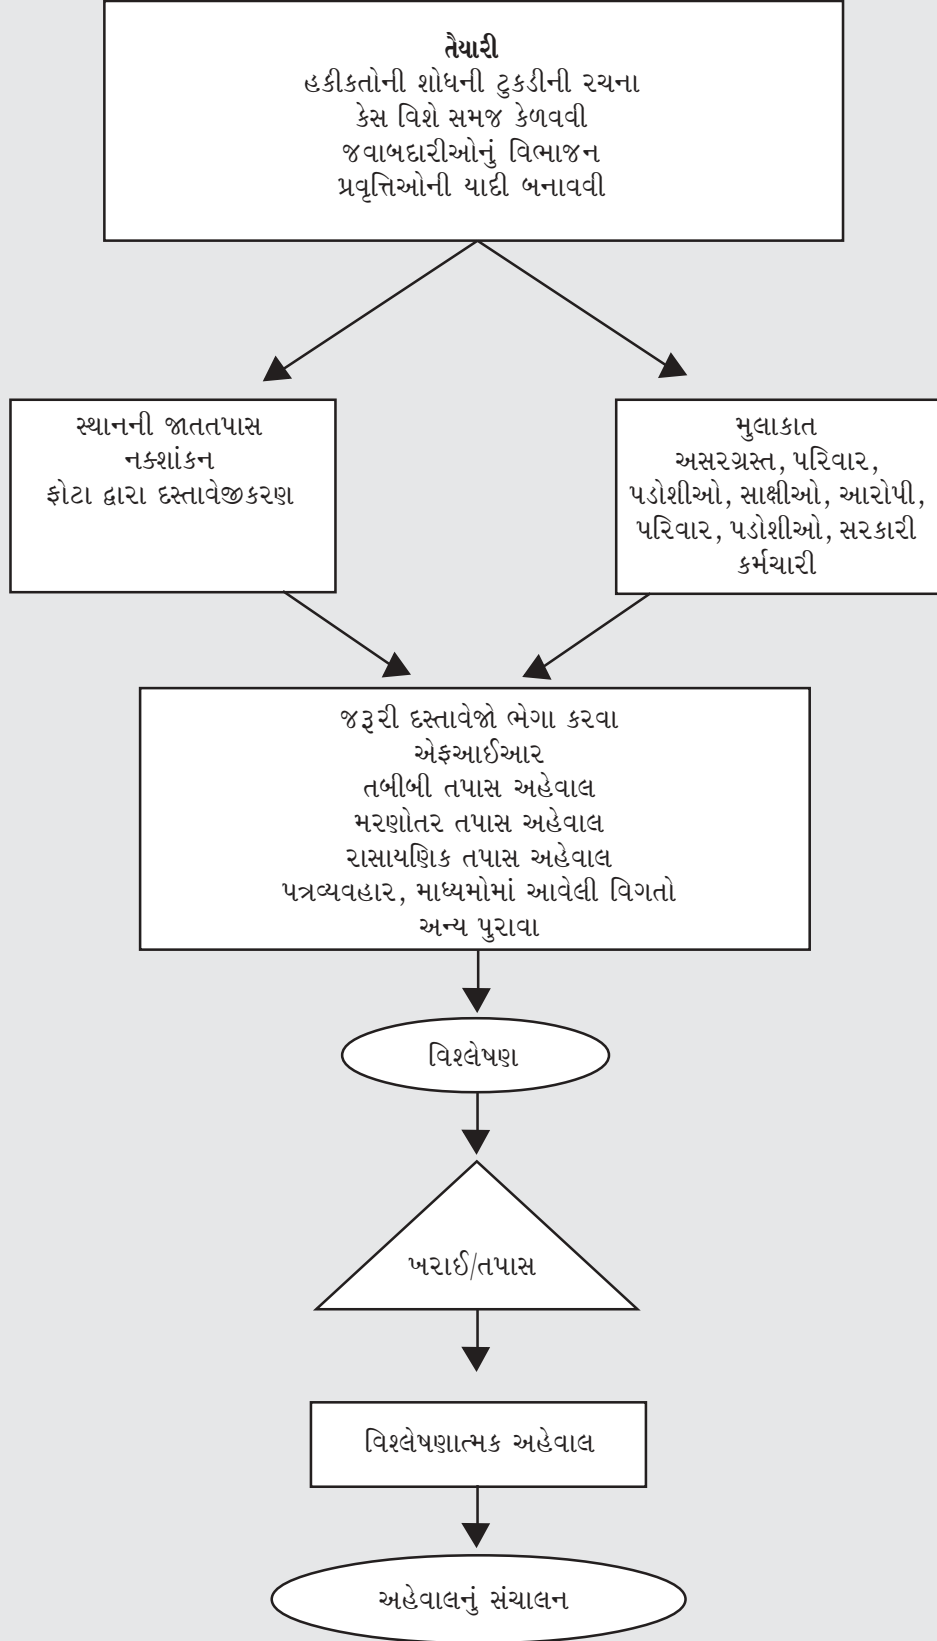 તૈયારી
હકીકતોની શોધની ટુકડીની રચના
કેસ વિશે સમજ કેળવવી
જવાબદારીઓનું વિભાજન
પ્રવૃત્તિઓની યાદી બનાવવી
સ્થાનની જાતતપાસ
નકશાંકન
ફોટા દ્વારા દસ્તાવેજીકરણ
મુલાકાત
અસરગ્રસ્ત, પરિવાર,
પડોશીઓ, સાક્ષીઓ, આરોપી,
પરિવાર, પડોશીઓ, સરકારી
કર્મચારી
જરૂરી દસ્તાવેજો ભેગા કરવા
એફઆઈઆર
તબીબી તપાસ અહેવાલ
મરણોતર તપાસ અહેવાલ
રાસાયણિક તપાસ અહેવાલ
પત્રવ્યવહાર, માધ્યમોમાં આવેલી વિગતો
અન્ય પુરાવા
વિશ્લેષણ
ખરાઈ/તપાસ
વિશ્લેષણાત્મક અહેવાલ
અહેવાલનું સંચાલન